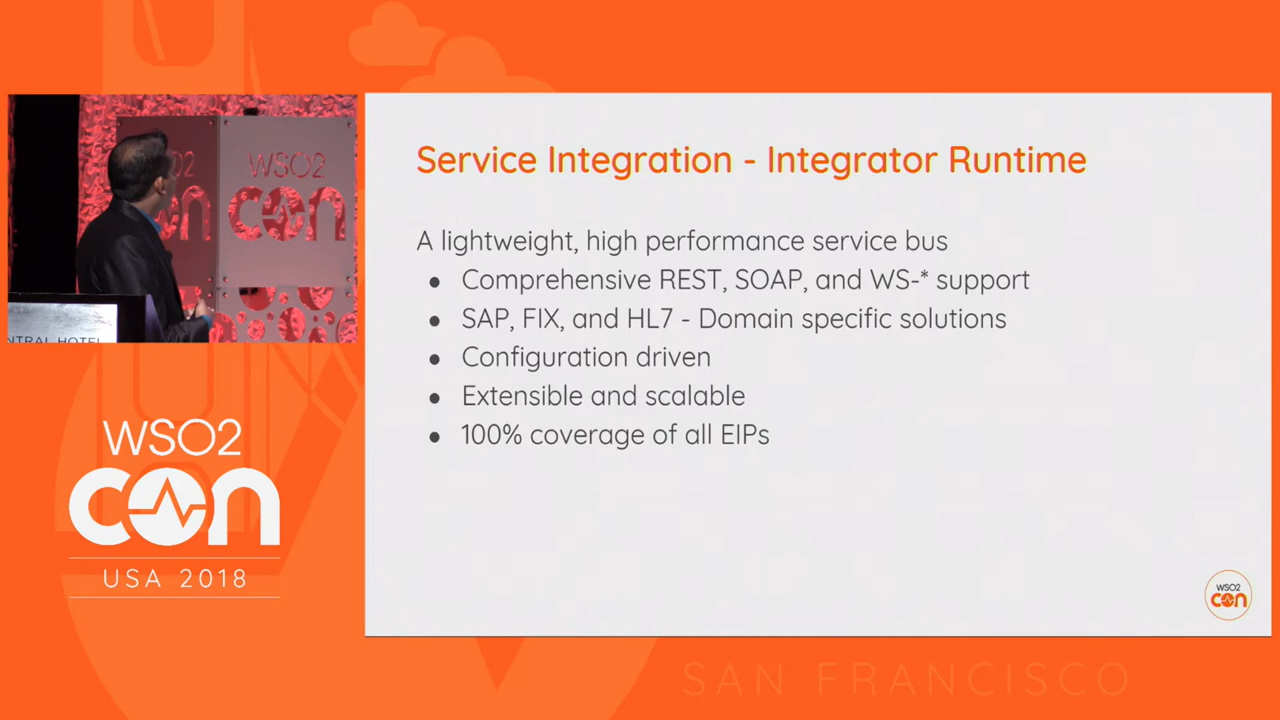 Service Integration - Integrator Runtime
A lightweight, high performance service bus
● Comprehensive REST, SOAP, and WS-* support
● SAP, FIX, and HL7 - Domain specific solutions
● Configuration driven
● Extensible and scalable
● 100% coverage of all EIPs
WSO2
con
WSO2
con
NTRAL HOTEL
WSO2
con
USA 2018
SAN FRANCISCO